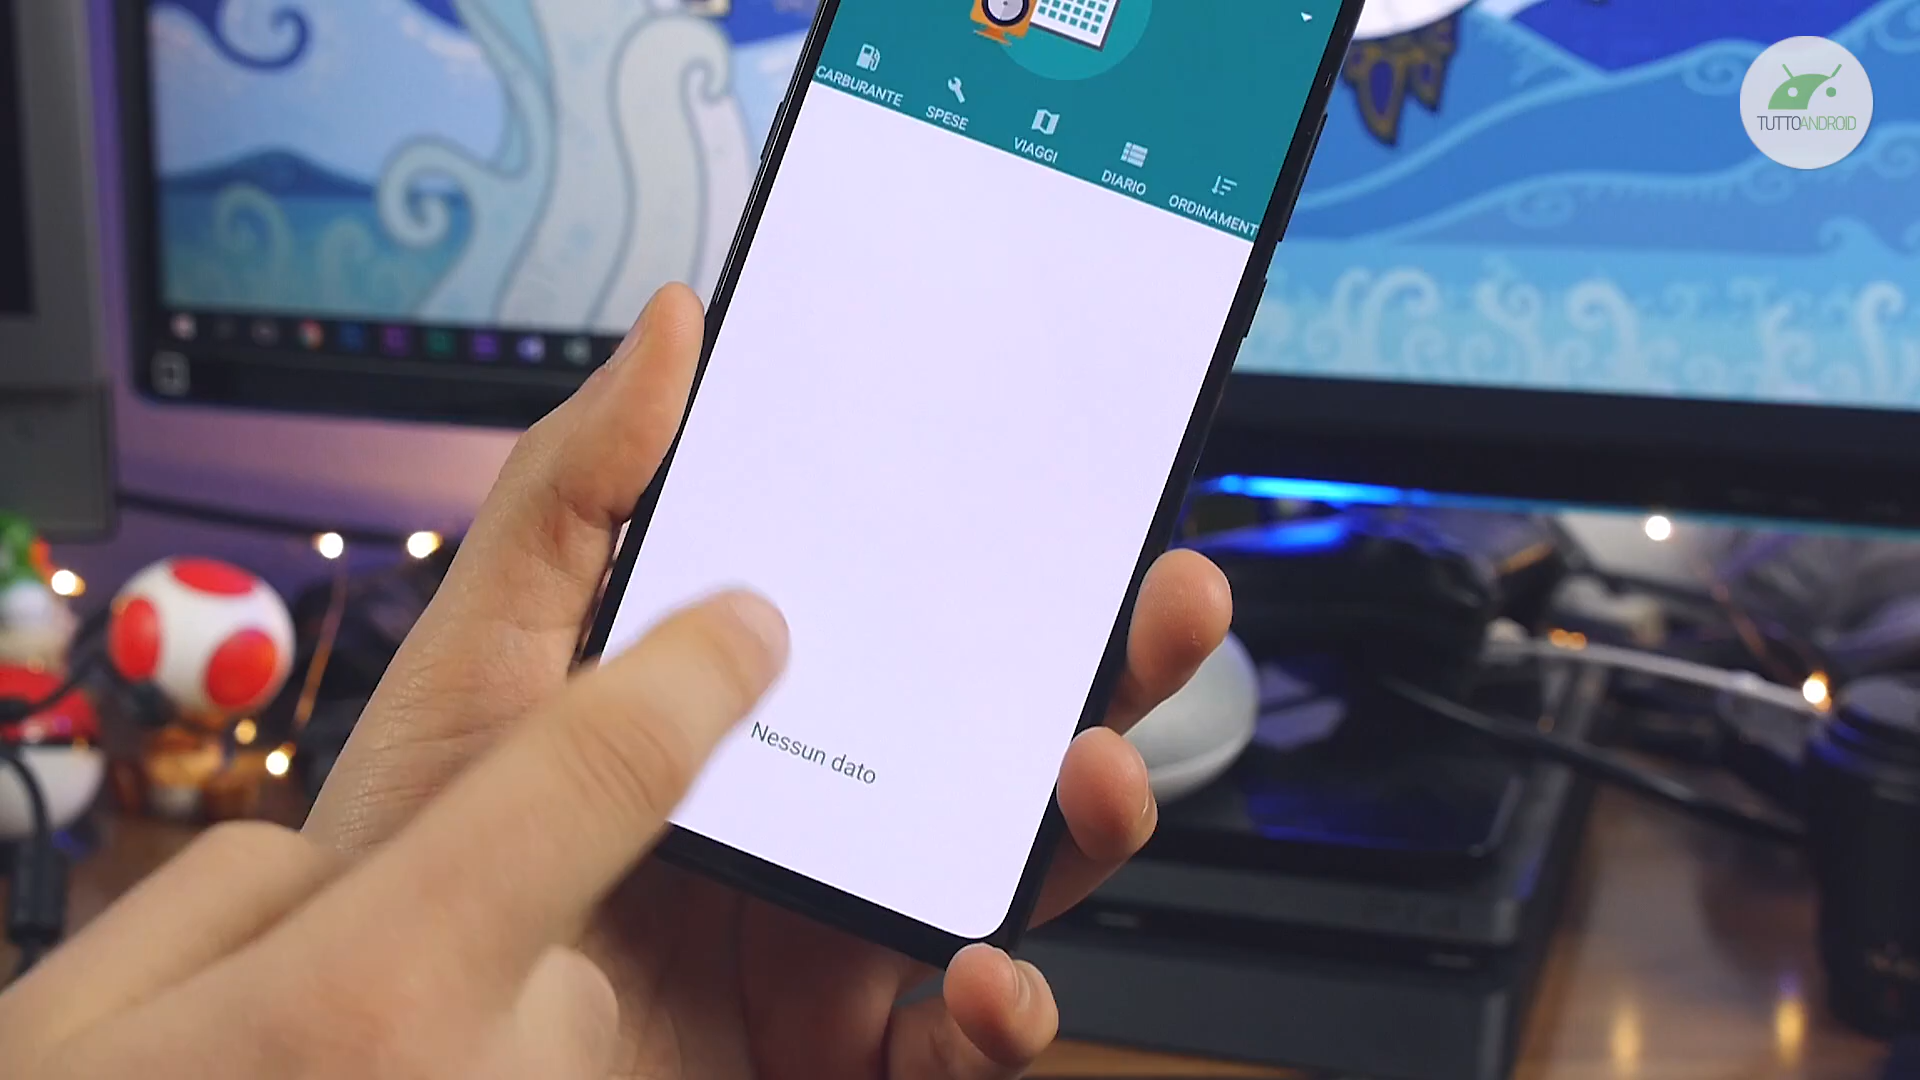 CARBURANTE
SPESE
VIAGGI
DIARIO
ORDINAMENT
Nessun dato
TUTTOANDROID